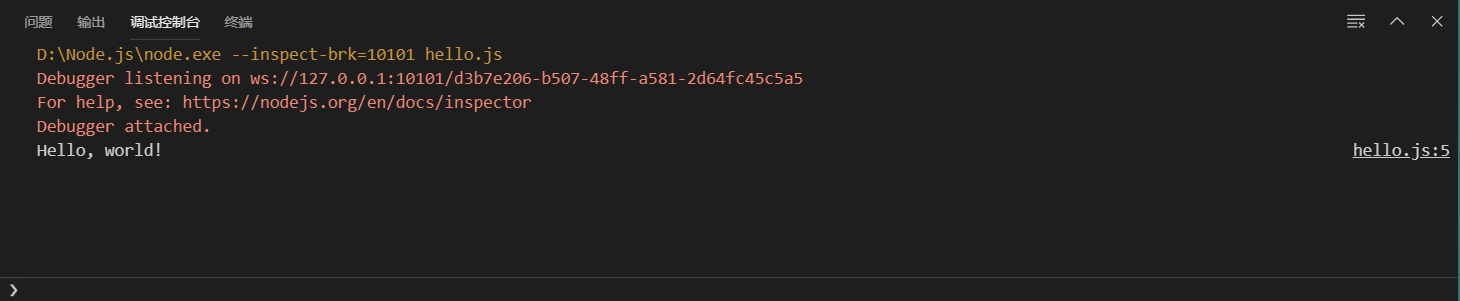 问题 输出 调试控制台 终端
D:\Node.js\node.exe --inspect-brk=10101 hello.js
Debugger listening on ws://127.0.0.1:10101/d3b7e206-b507-48ff-a581-2d64fc45c5a5
For help, see: https://nodejs.org/en/docs/inspector
Debugger attached.
Hello, world! hello.js:5